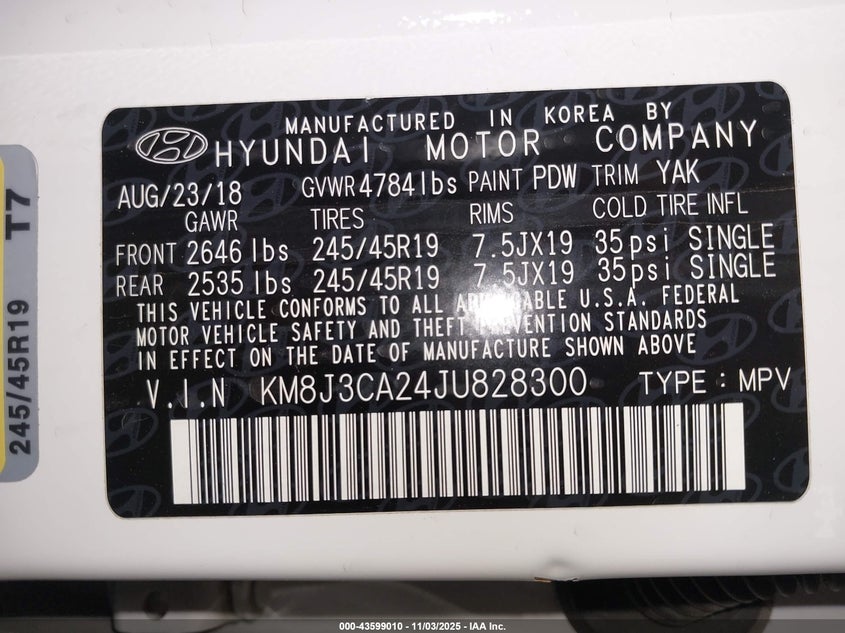 MANUFACTURED IN KOREA BY
HYUNDAI MOTOR COMPANY
AUG/23/18 GVWR 4784 lbs PAINT PDW TRIM YAK
GAWR TIRES RIMS COLD TIRE INFL
FRONT 2646 lbs 245/45R19 7.5JX19 35psi SINGLE
REAR 2535 lbs 245/45R19 7.5JX19 35psi SINGLE
THIS VEHICLE CONFORMS TO ALL APPLICABLE U.S.A. FEDERAL
MOTOR VEHICLE SAFETY AND THEFT PREVENTION STANDARDS
IN EFFECT ON THE DATE OF MANUFACTURE SHOWN ABOVE
V.I.N KM8J3CA24JU828300 TYPE : MPV
245/45R19 T7
000-43599010 - 11/03/2025 - IAA Inc.